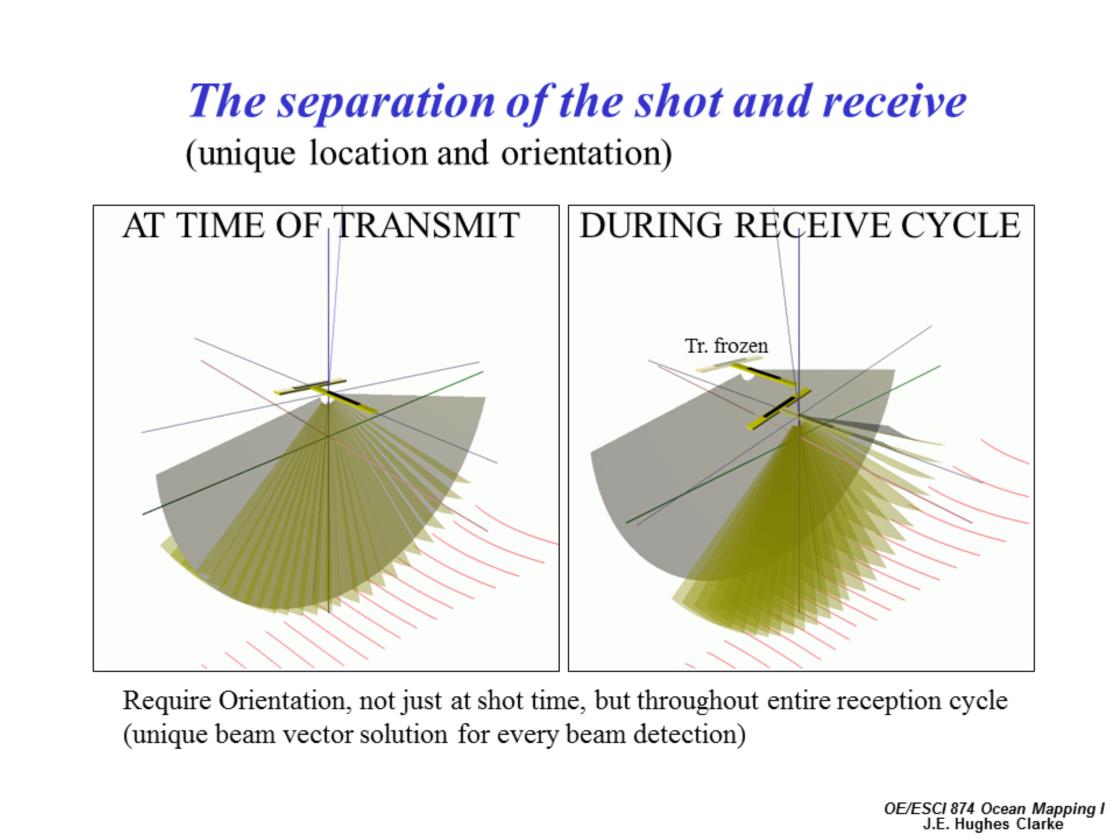 The separation of the shot and receive
(unique location and orientation)
AT TIME OF TRANSMIT
DURING RECEIVE CYCLE
Tr. frozen
Require Orientation, not just at shot time, but throughout entire reception cycle
(unique beam vector solution for every beam detection)
OE/ESCI 874 Ocean Mapping I
J.E. Hughes Clarke